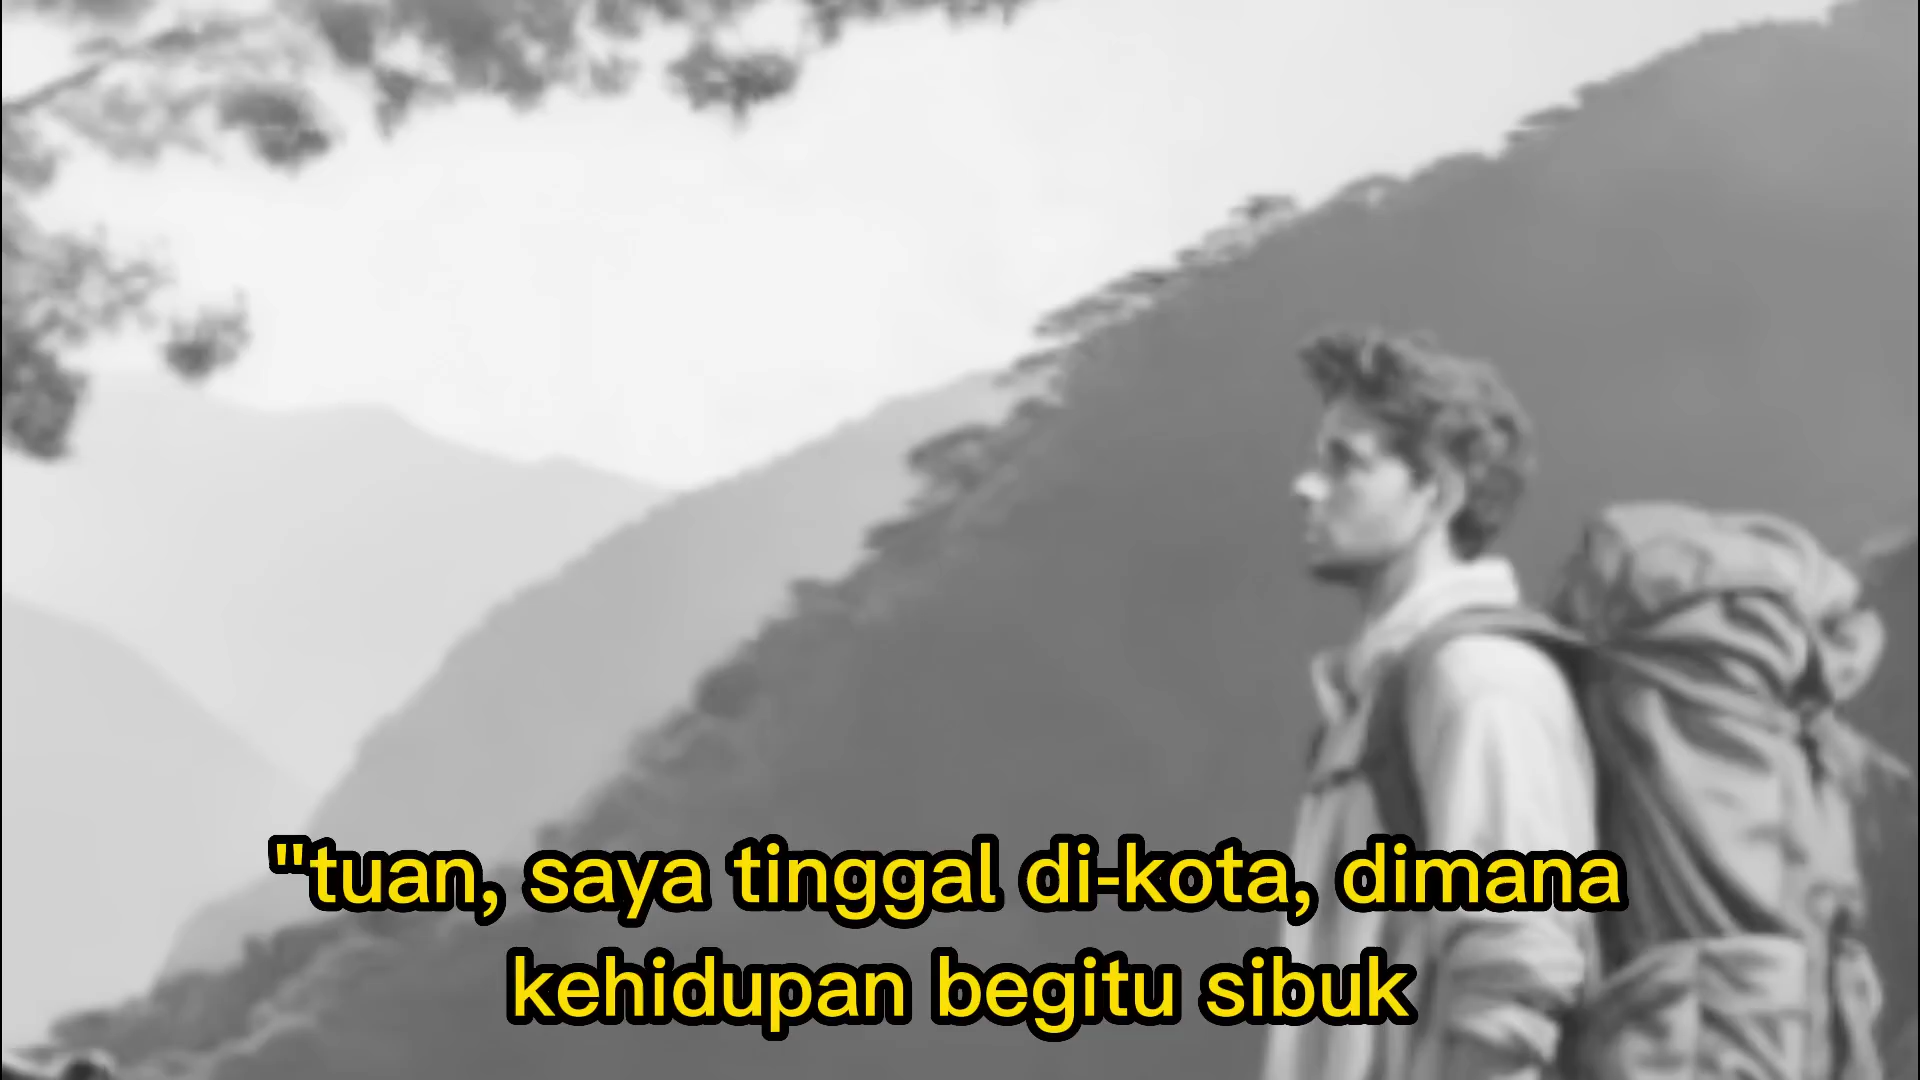 "tuan, saya tinggal di-kota, dimana
kehidupan begitu sibuk